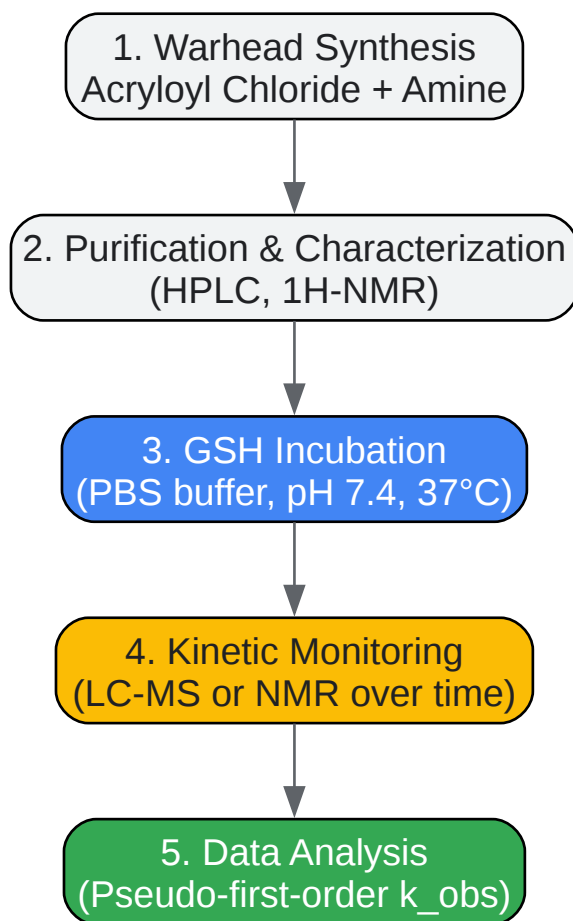 1. Warhead Synthesis
Acryloyl Chloride + Amine
2. Purification & Characterization
(HPLC, 1H-NMR)
3. GSH Incubation
(PBS buffer, pH 7.4, 37°C)
4. Kinetic Monitoring
(LC-MS or NMR over time)
5. Data Analysis
(Pseudo-first-order k_obs)